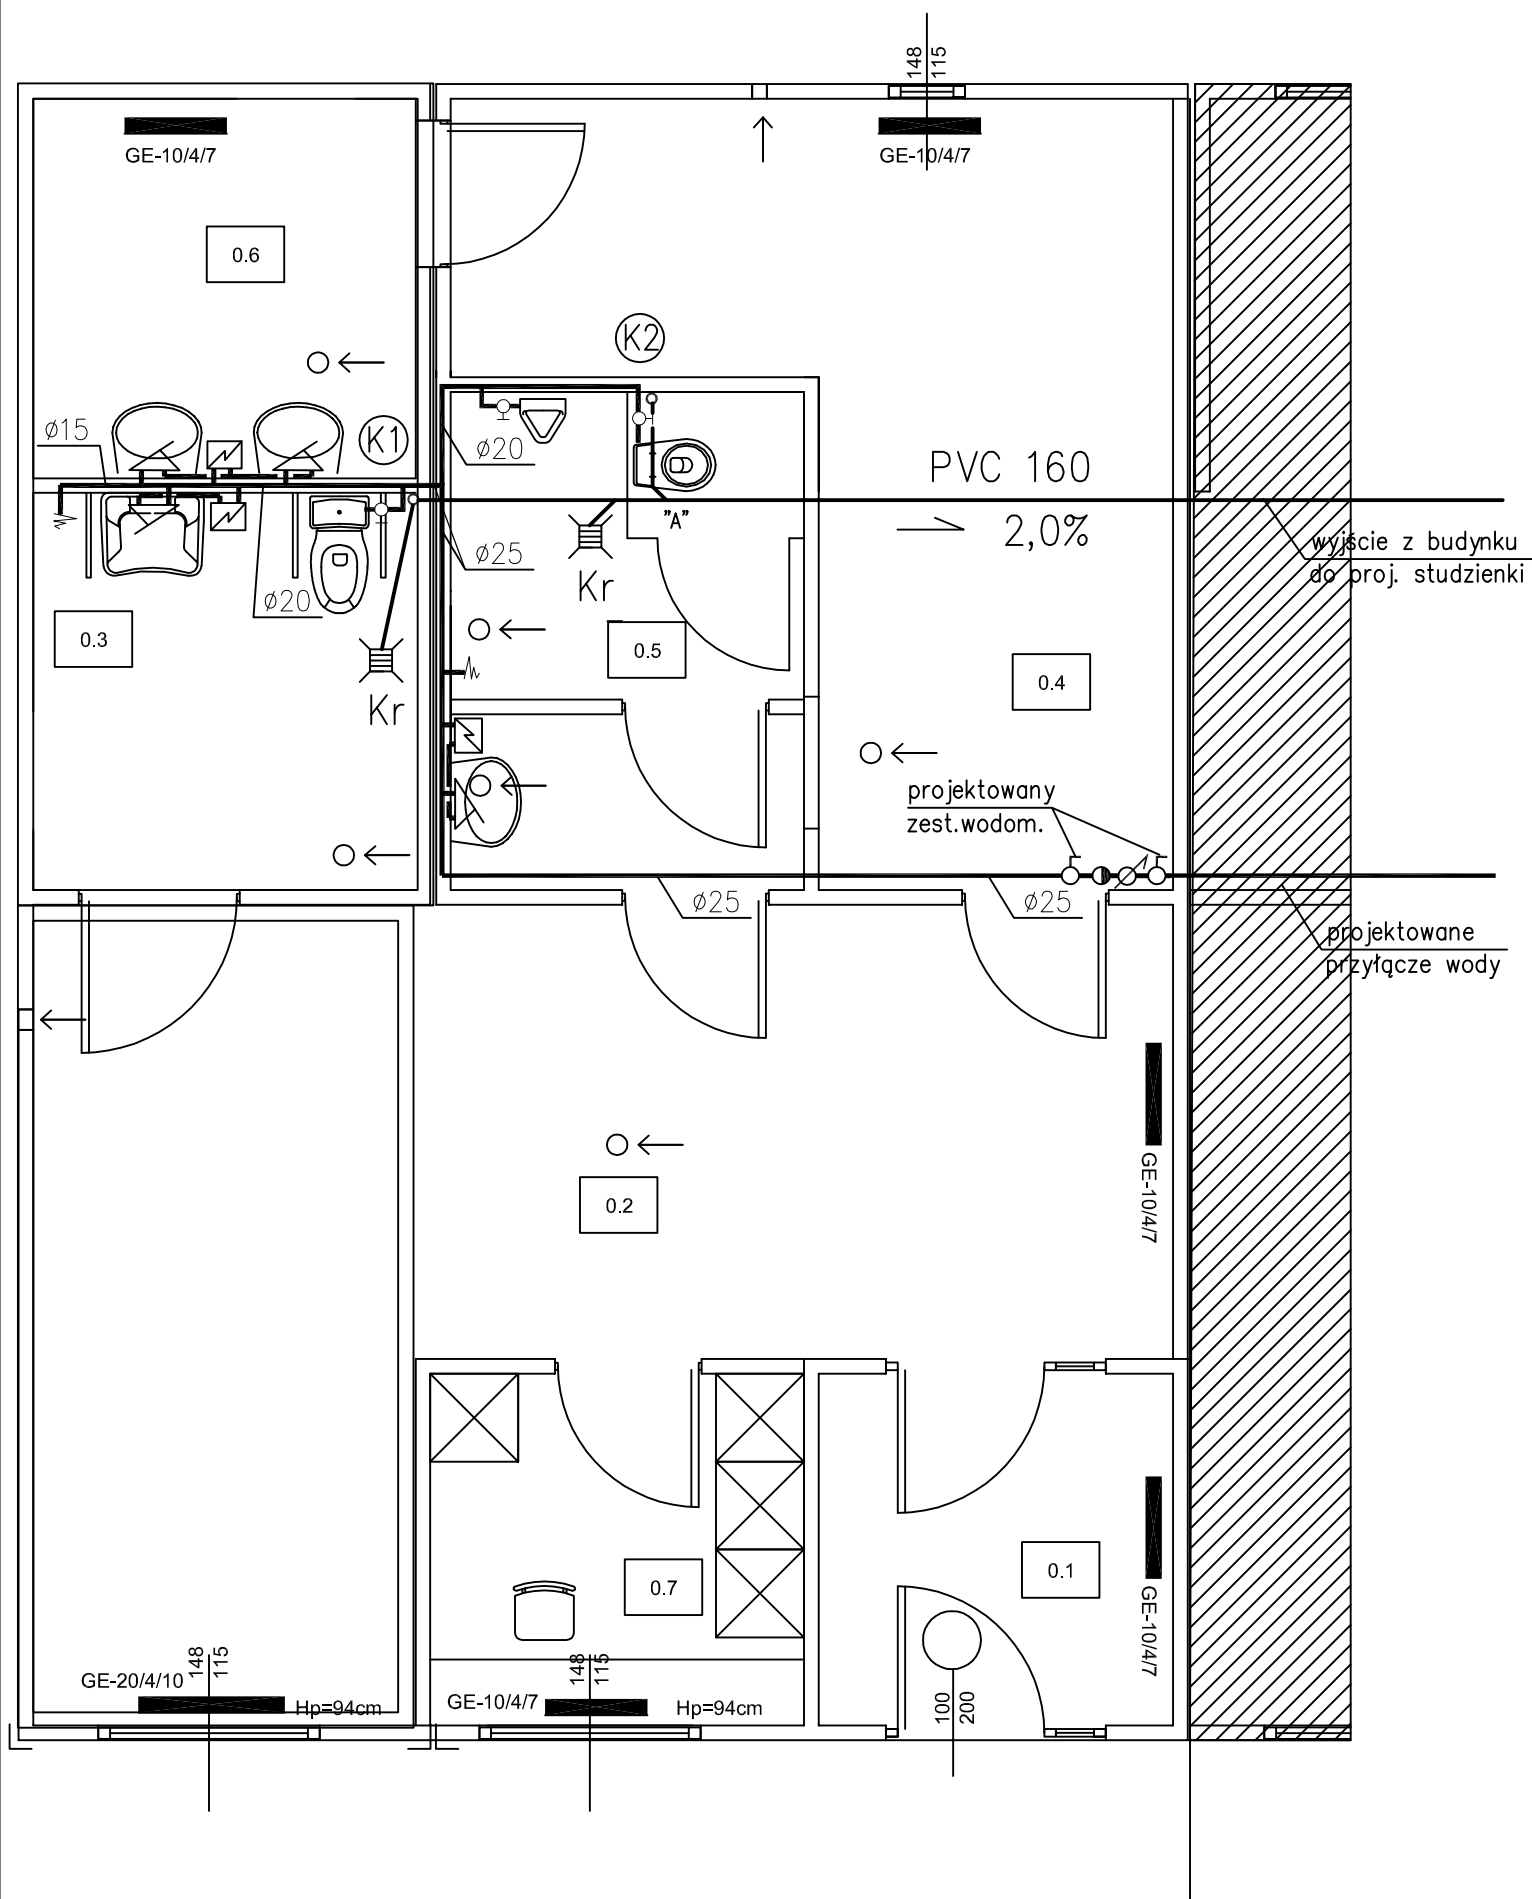 148
115
GE-10/4/7
GE-10/4/7
0.6
K2
ø15
K1
ø20
PVC 160
"A"
2,0%
wyjście z budynku
do proj. studzienki
ø25
Kr
ø20
0.3
0.5
0.4
Kr
projektowany
zest.wodom.
ø25
ø25
projektowane
przyłącze wody
GE-10/4/7
0.2
0.1
0.7
GE-10/4/7
148
115
148
115
GE-20/4/10
Hp=94cm
GE-10/4/7
Hp=94cm
100
200